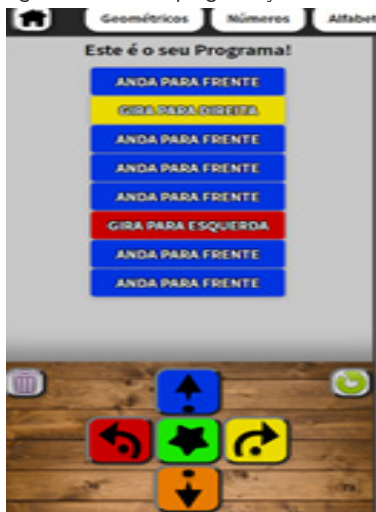 Geométricos Números Alfabet
Este é o seu Programa!
ANDA PARA FRENTE
GIRA PARA DIREITA
ANDA PARA FRENTE
ANDA PARA FRENTE
ANDA PARA FRENTE
GIRA PARA ESQUERDA
ANDA PARA FRENTE
ANDA PARA FRENTE